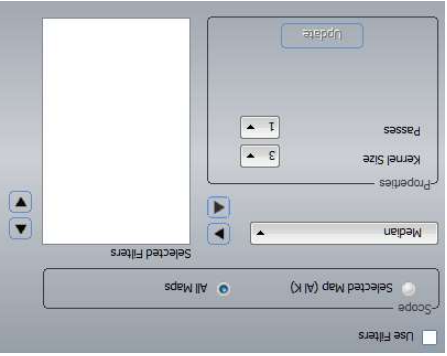 Use Filters
Scope
Selected Map (Al K)
All Maps
Median
Selected Filters
Properties
Kernel Size
3
Passes
1
Update